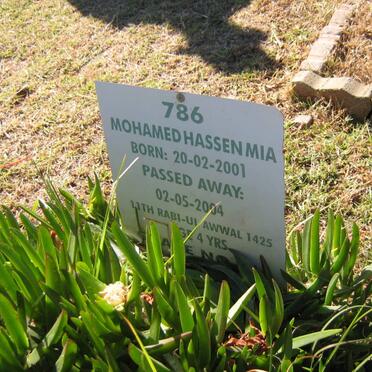 786
MOHAMED HASSEN MIA
BORN: 20-02-2001
PASSED AWAY:
02-05-2004
13TH RABI-UL AWWAL 1425
4 YRS